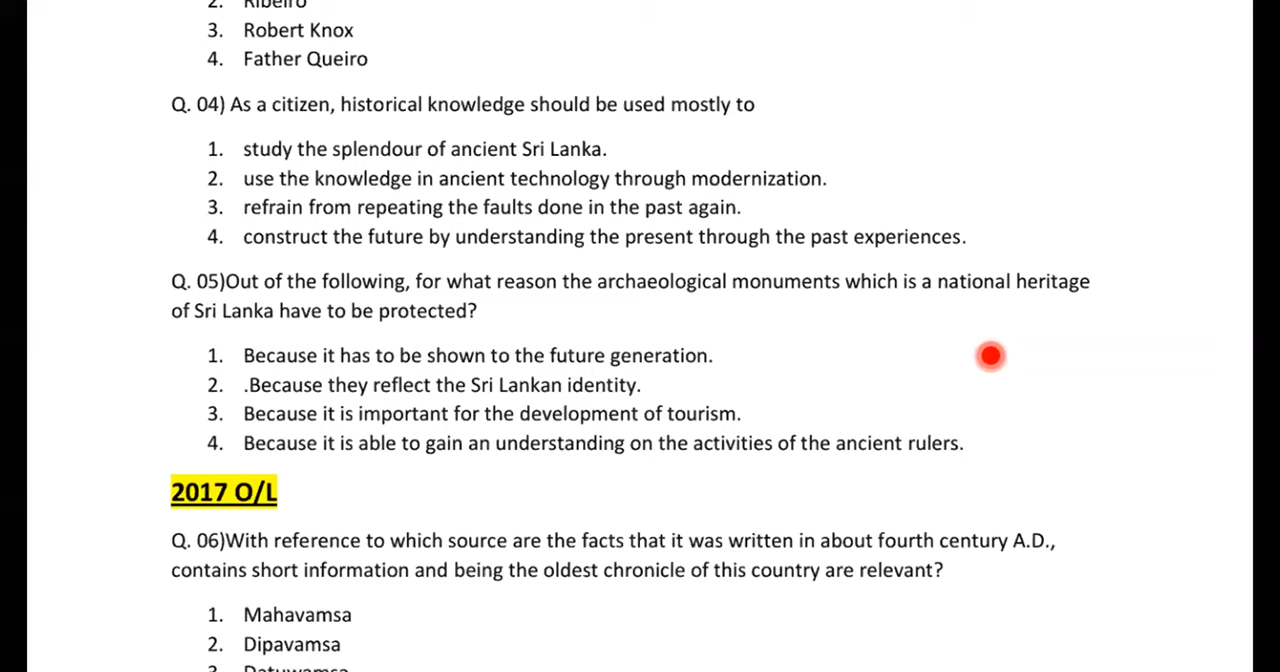 2. Ribeiro
3. Robert Knox
4. Father Queiro
Q. 04) As a citizen, historical knowledge should be used mostly to
1. study the splendour of ancient Sri Lanka.
2. use the knowledge in ancient technology through modernization.
3. refrain from repeating the faults done in the past again.
4. construct the future by understanding the present through the past experiences.
Q. 05)Out of the following, for what reason the archaeological monuments which is a national heritage
of Sri Lanka have to be protected?
1. Because it has to be shown to the future generation.
2. .Because they reflect the Sri Lankan identity.
3. Because it is important for the development of tourism.
4. Because it is able to gain an understanding on the activities of the ancient rulers.
2017 O/L
Q. 06)With reference to which source are the facts that it was written in about fourth century A.D.,
contains short information and being the oldest chronicle of this country are relevant?
1. Mahavamsa
2. Dipavamsa